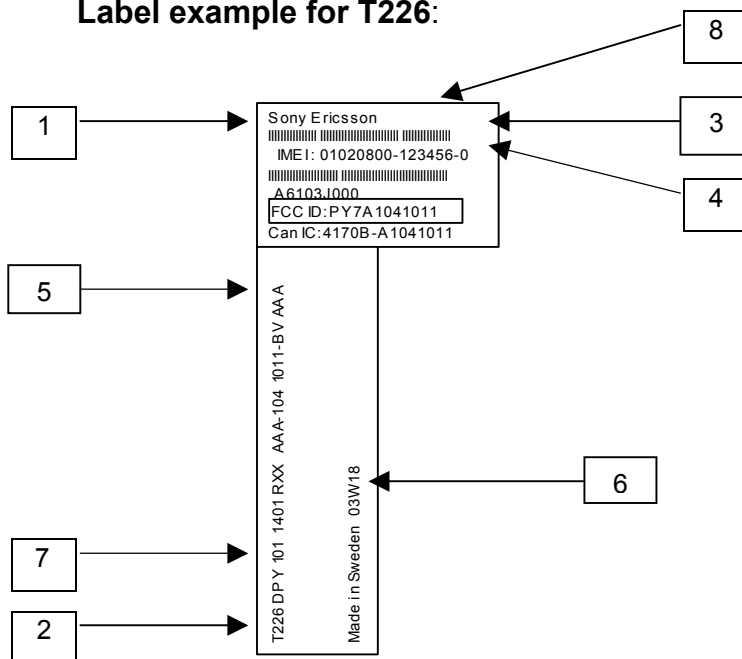 Label example for T226:
8
1
3
Sony Ericsson
IMEI: 01020800-123456-0
A6103J000
FCC ID:PY7A1041011
Can IC:4170B-A1041011
4
5
T226 DPY 101 1401 RXX AAA-104 1011-BV AAA
Made in Sweden 03W18
6
7
2